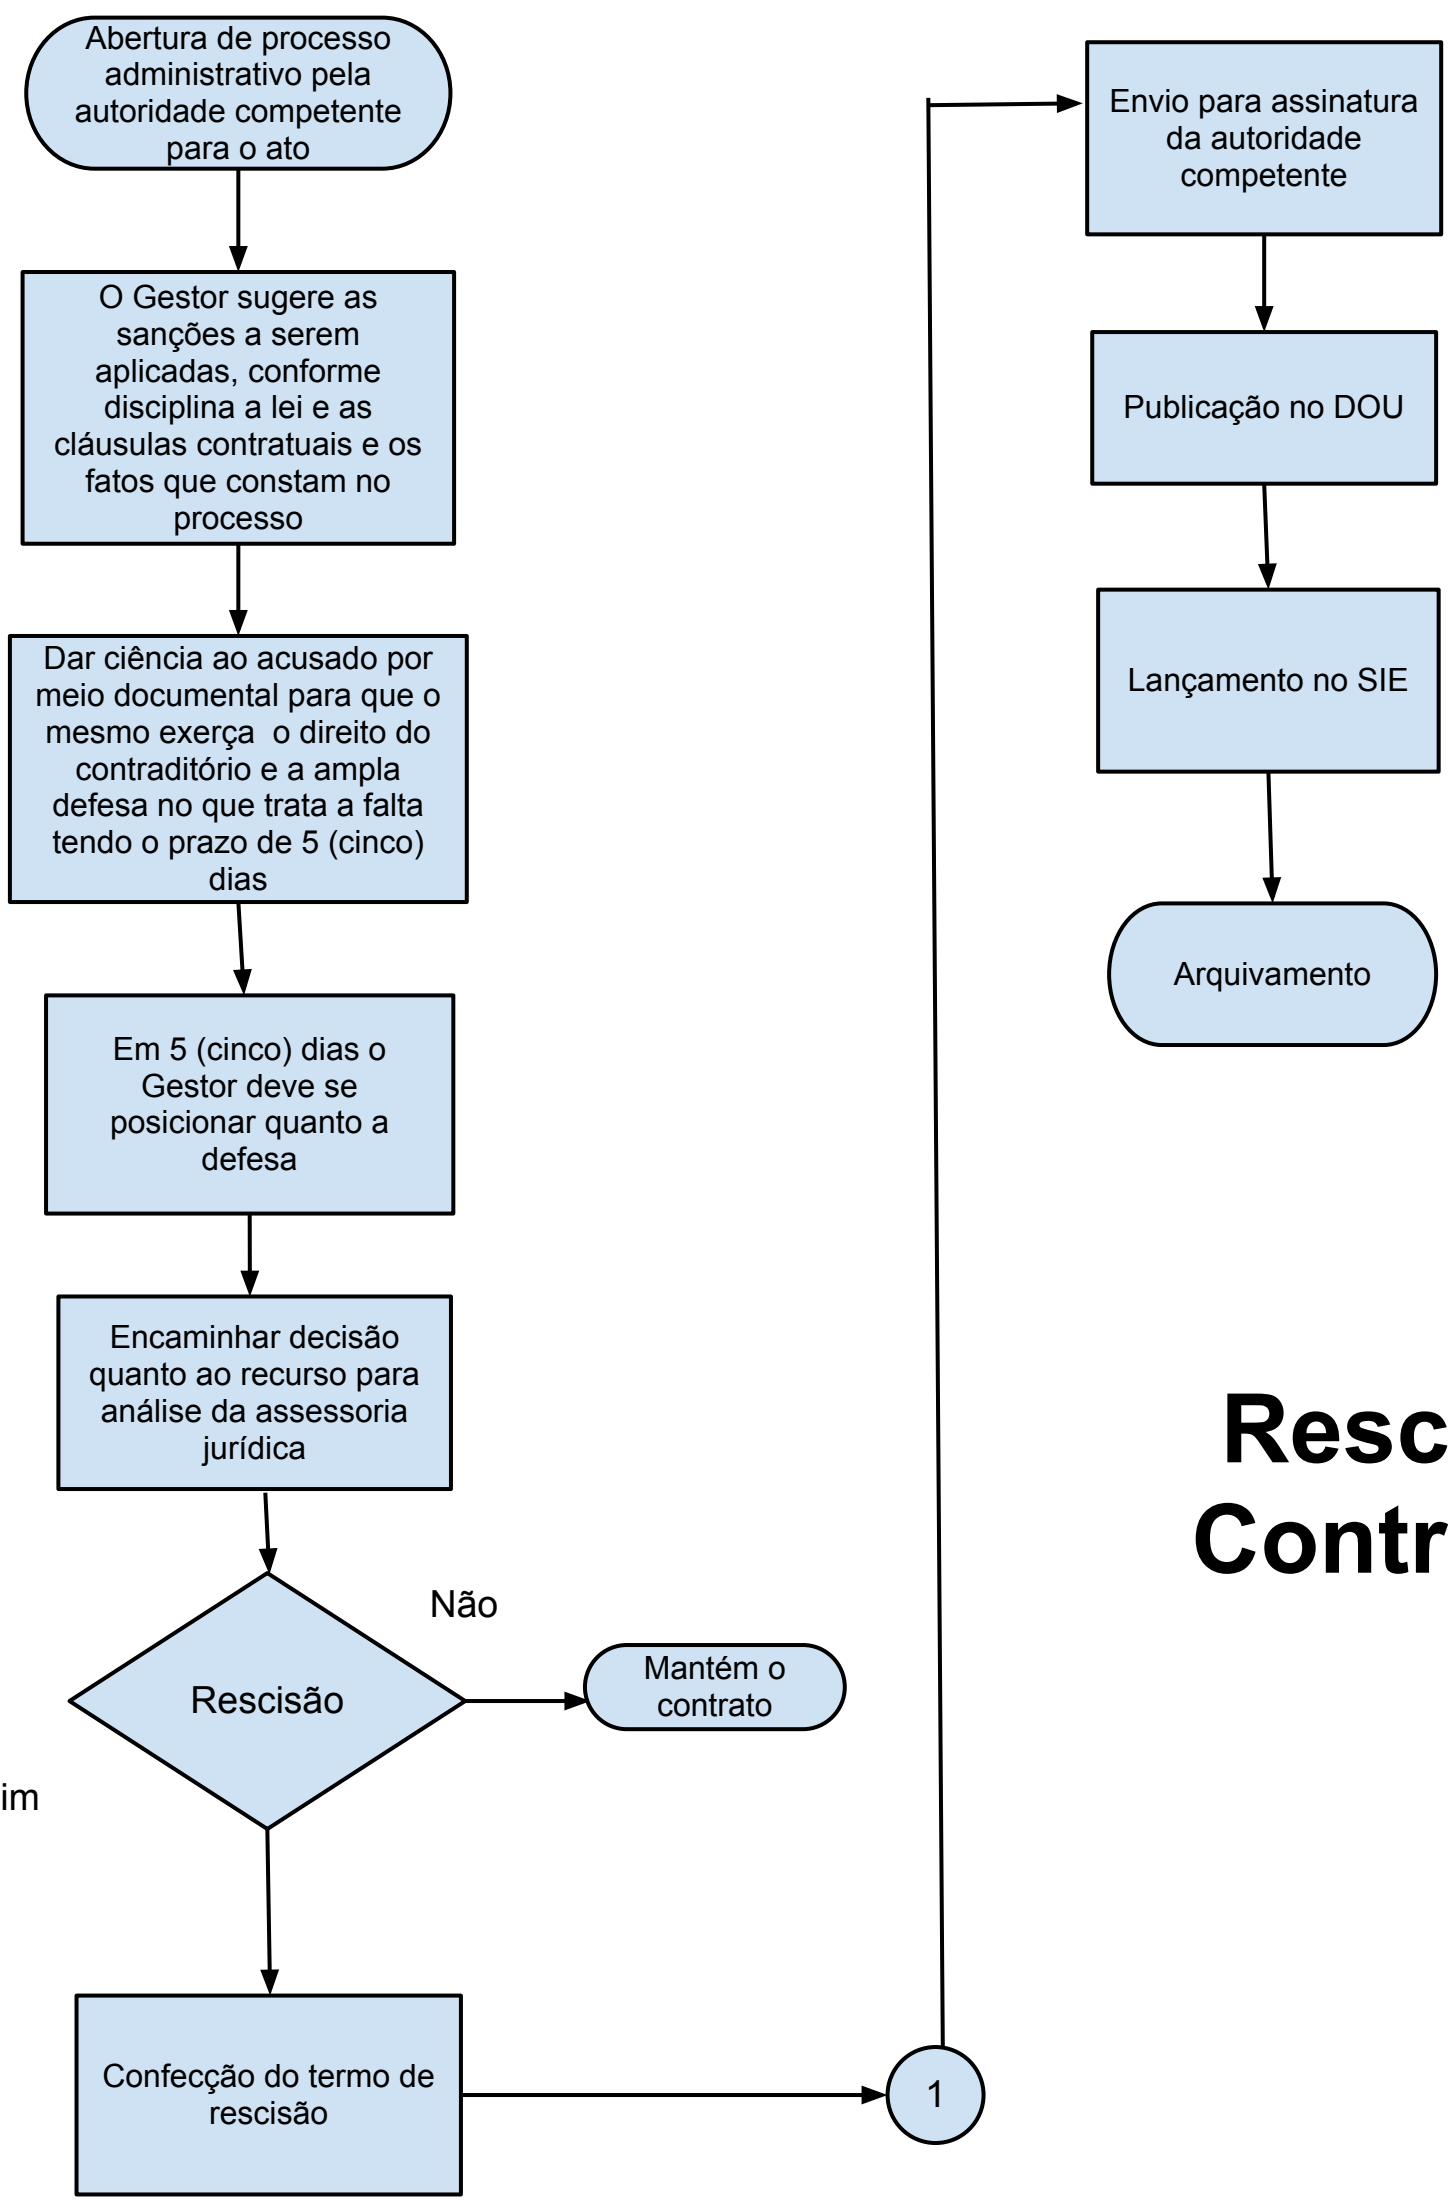 Abertura de processo
administrativo pela
autoridade competente
para o ato
O Gestor sugere as
sanções a serem
aplicadas, conforme
disciplina a lei e as
cláusulas contratuais e os
fatos que constam no
processo
Dar ciência ao acusado por
meio documental para que o
mesmo exerça  o direito do
contraditório e a ampla
defesa no que trata a falta
tendo o prazo de 5 (cinco)
dias
Em 5 (cinco) dias o
Gestor deve se
posicionar quanto a
defesa
Encaminhar decisão
quanto ao recurso para
análise da assessoria
jurídica
Rescisão
Não
Mantém o
contrato
im
Confecção do termo de
rescisão
1
Envio para assinatura
da autoridade
competente
Publicação no DOU
Lançamento no SIE
Arquivamento
Resc
Contr